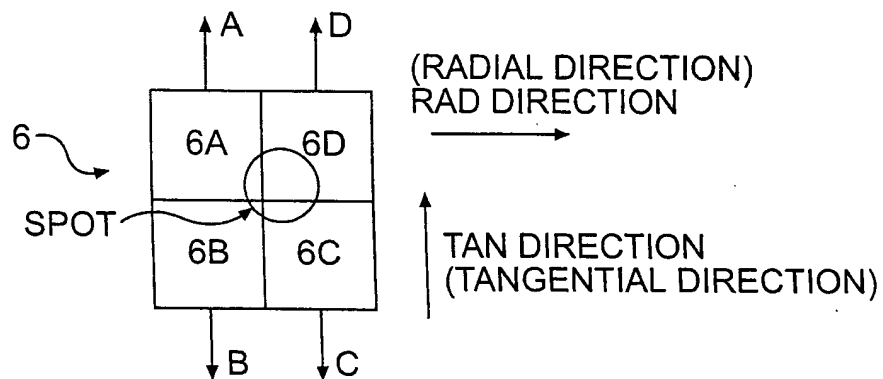 A D
(RADIAL DIRECTION)
RAD DIRECTION
6
6A 6D
SPOT
6B 6C
TAN DIRECTION
(TANGENTIAL DIRECTION)
B C